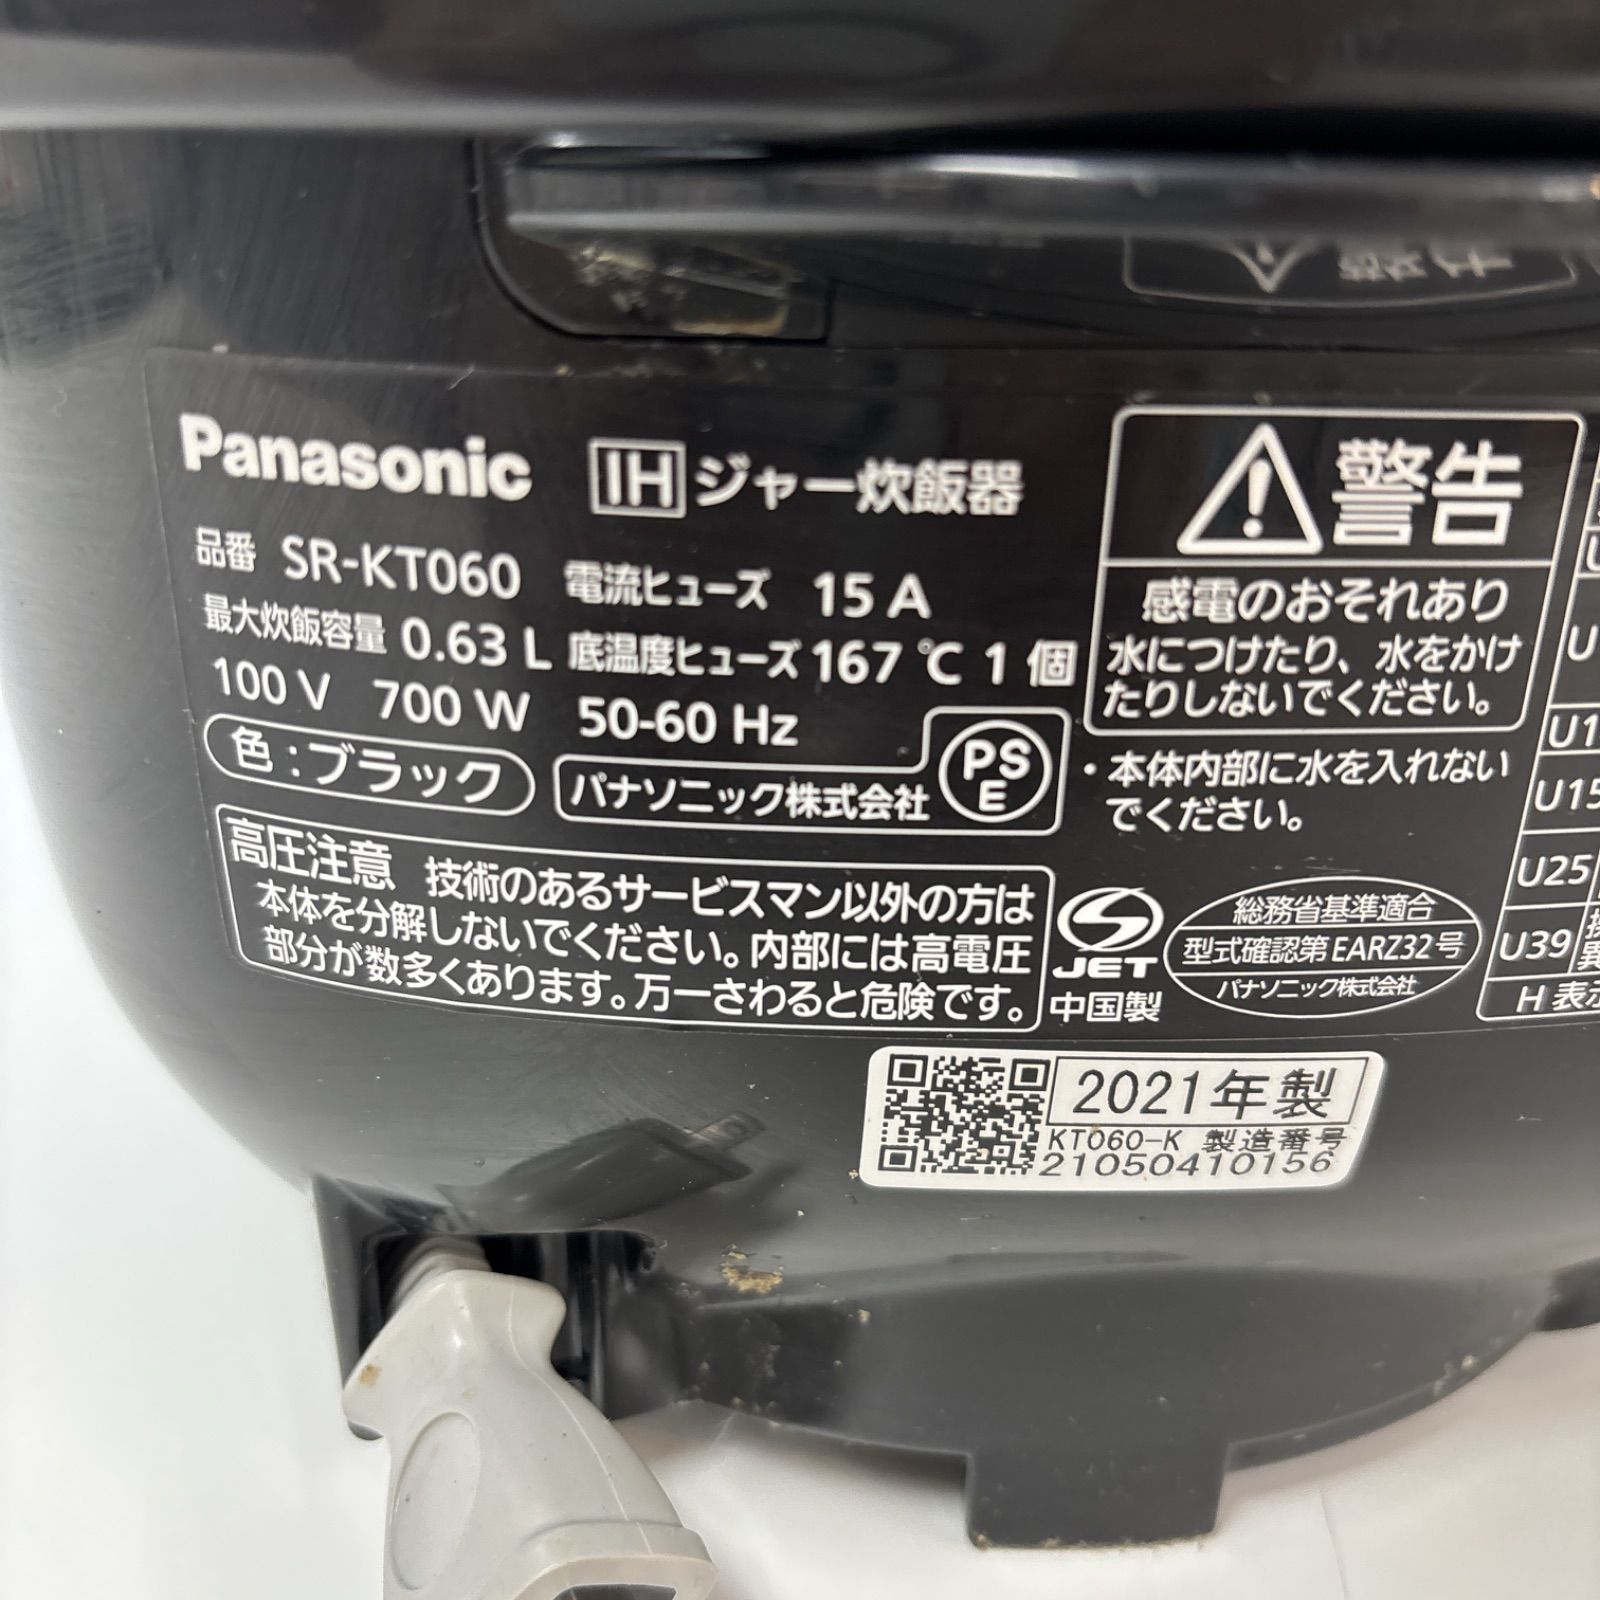 Panasonic IHジャー炊飯器
品番 SR-KT060 電流ヒューズ 15 A
最大炊飯容量 0.63 L 底温度ヒューズ 167 ℃ 1 個
100 V 700 W 50-60 Hz
色:ブラック
パナソニック株式会社
PS
E
高圧注意 技術のあるサービスマン以外の方は
本体を分解しないでください。内部には高電圧
部分が数多くあります。万一さわると危険です。
警告
感電のおそれあり
水につけたり、水をかけ
たりしないでください。
・本体内部に水を入れない
でください。
JET
中国製
総務省基準適合
型式確認第 EARZ32号
パナソニック株式会社
U15
U25
U39
H 表示
2021年製
KT060-K 製造番号
21050410156